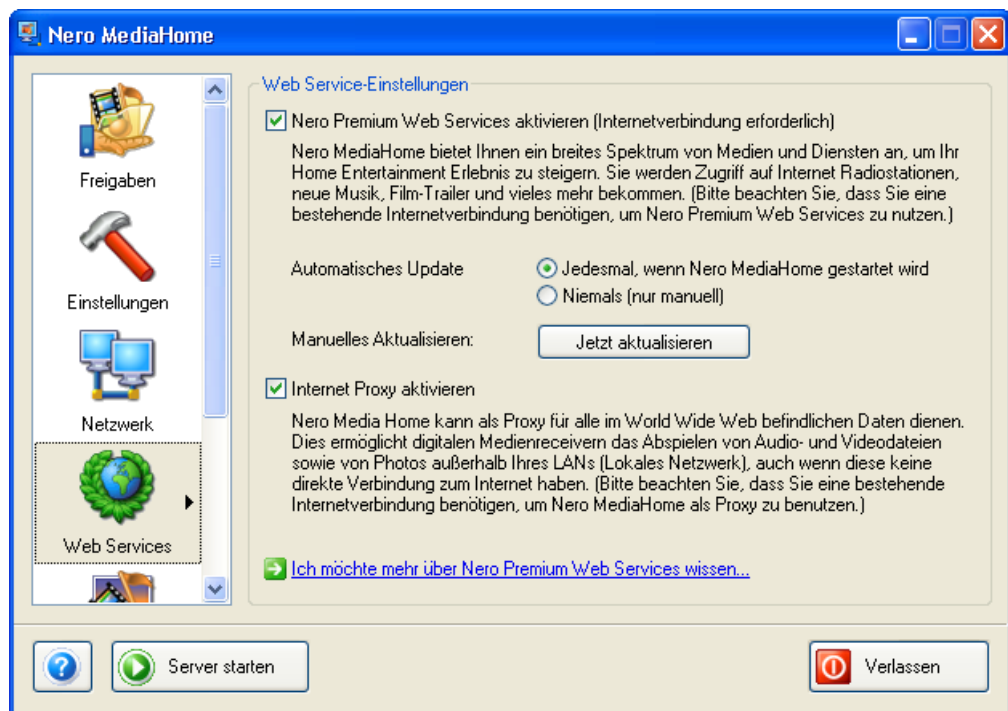 Nero MediaHome
Freigaben
Einstellungen
Netzwerk
Web Services
Web Service-Einstellungen
Nero Premium Web Services aktivieren (Internetverbindung erforderlich)
Nero MediaHome bietet Ihnen ein breites Spektrum von Medien und Diensten an, um Ihr
Home Entertainment Erlebnis zu steigern. Sie werden Zugriff auf Internet Radiostationen,
neue Musik, Film-Trailer und vieles mehr bekommen. (Bitte beachten Sie, dass Sie eine
bestehende Internetverbindung benötigen, um Nero Premium Web Services zu nutzen.)
Automatisches Update
Jedesmal, wenn Nero MediaHome gestartet wird
Niemals (nur manuell)
Manuelles Aktualisieren:
Jetzt aktualisieren
Internet Proxy aktivieren
Nero Media Home kann als Proxy für alle im World Wide Web befindlichen Daten dienen.
Dies ermöglicht digitalen Medienreceivern das Abspielen von Audio- und Videodateien
sowie von Photos außerhalb Ihres LANs (Lokales Netzwerk), auch wenn diese keine
direkte Verbindung zum Internet haben. (Bitte beachten Sie, dass Sie eine bestehende
Internetverbindung benötigen, um Nero MediaHome als Proxy zu benutzen.)
Ich möchte mehr über Nero Premium Web Services wissen...
Server starten
Verlassen